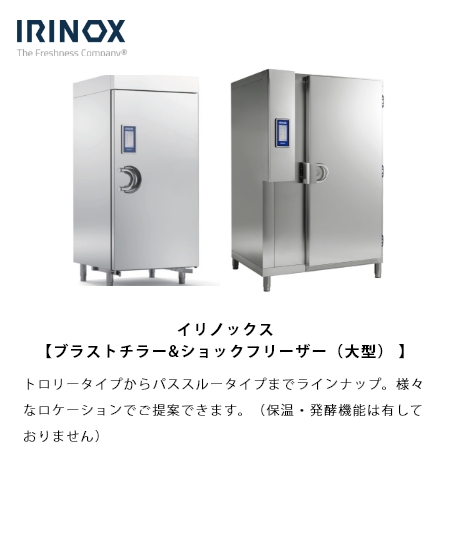 IRINOX
The Freshness Company®
イリノックス
【ブラストチラー&ショックフリーザー（大型） 】
トロリータイプからパススルータイプまでラインナップ。様々
なロケーションでご提案できます。（保温・発酵機能は有して
おりません）